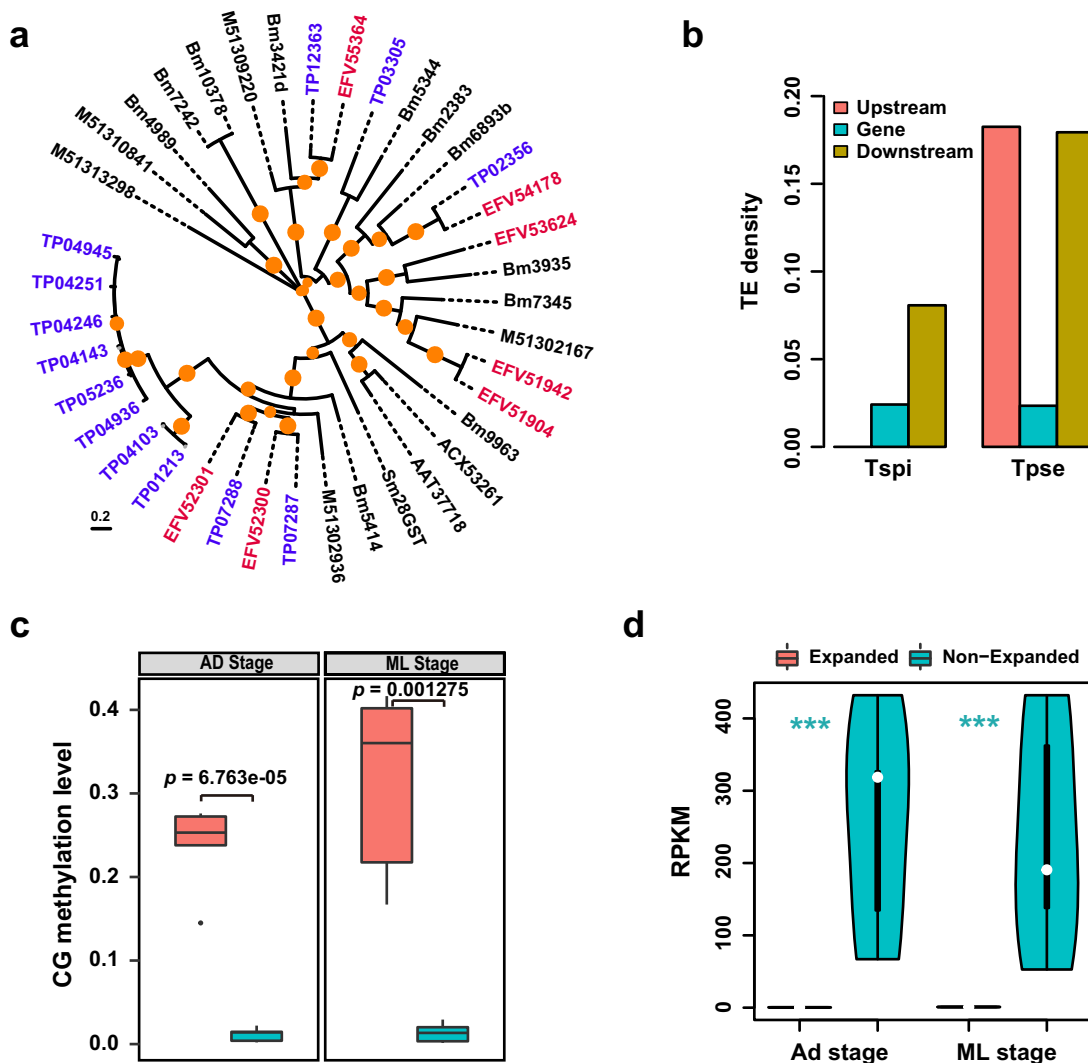 a
M51313298
M51310841
Bm4989
Bm7242
Bm10378
M51309220
Bm3421d
TP12363
EFV55364
TP03305
Bm5344
Bm2383
Bm6893b
TP02356
EFV54178
EFV53624
Bm3935
Bm7345
M51302167
EFV51942
EFV51904
Bm9963
ACX53261
AAT37718
Sm28GST
Bm5414
M51302936
TP07287
EFV52300
TP07288
EFV52301
TP01213
TP04103
TP04936
TP05236
TP04143
TP04246
TP04251
TP04945
0.2
b
TE density
0.20
0.15
0.10
0.05
0.00
Upstream
Gene
Downstream
Tspi
Tpse
c
CG methylation level
0.4
0.3
0.2
0.1
0.0
AD Stage
ML Stage
p = 6.763e-05
p = 0.001275
d
Expanded
Non−Expanded
RPKM
400
300
200
100
0
***
***
Ad stage
ML stage